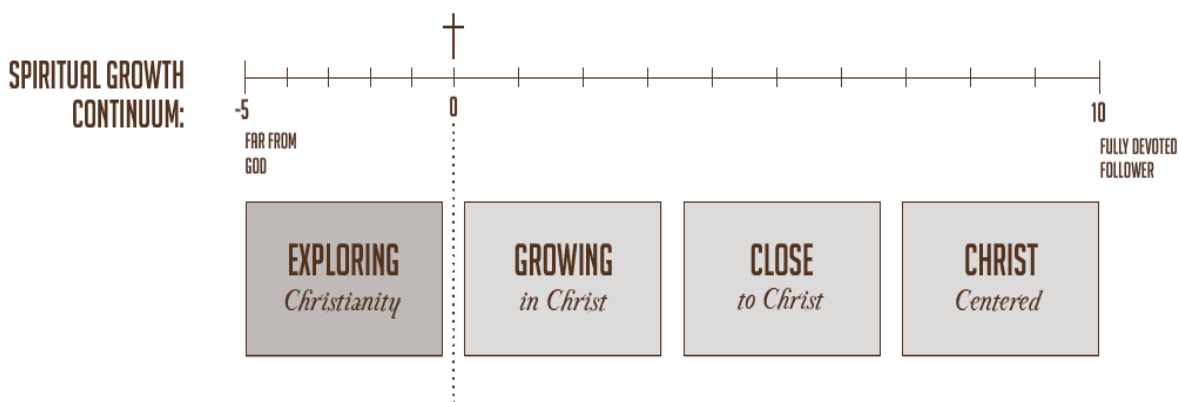 SPIRITUAL GROWTH
CONTINUUM:
-5
0
10
FAR FROM
GOD
FULLY DEVOTED
FOLLOWER
EXPLORING
Christianity
GROWING
in Christ
CLOSE
to Christ
CHRIST
Centered